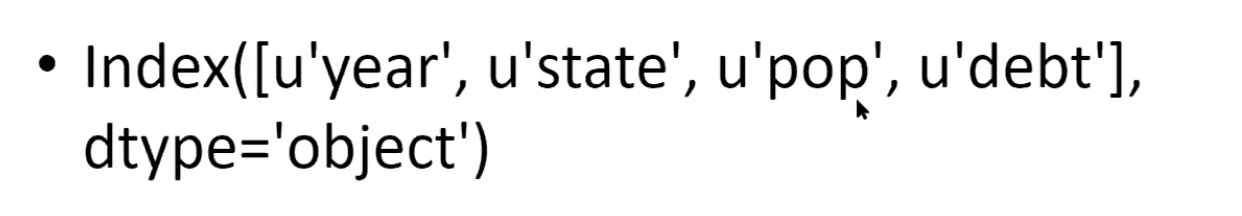 • Index([u'year', u'state', u'pop', u'debt'],
dtype='object')